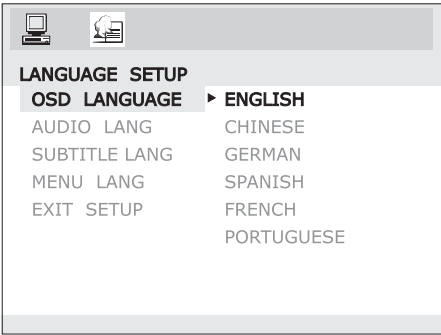 LANGUAGE SETUP
OSD LANGUAGE ENGLISH
AUDIO LANG CHINESE
SUBTITLE LANG GERMAN
MENU LANG SPANISH
EXIT SETUP FRENCH
PORTUGUESE